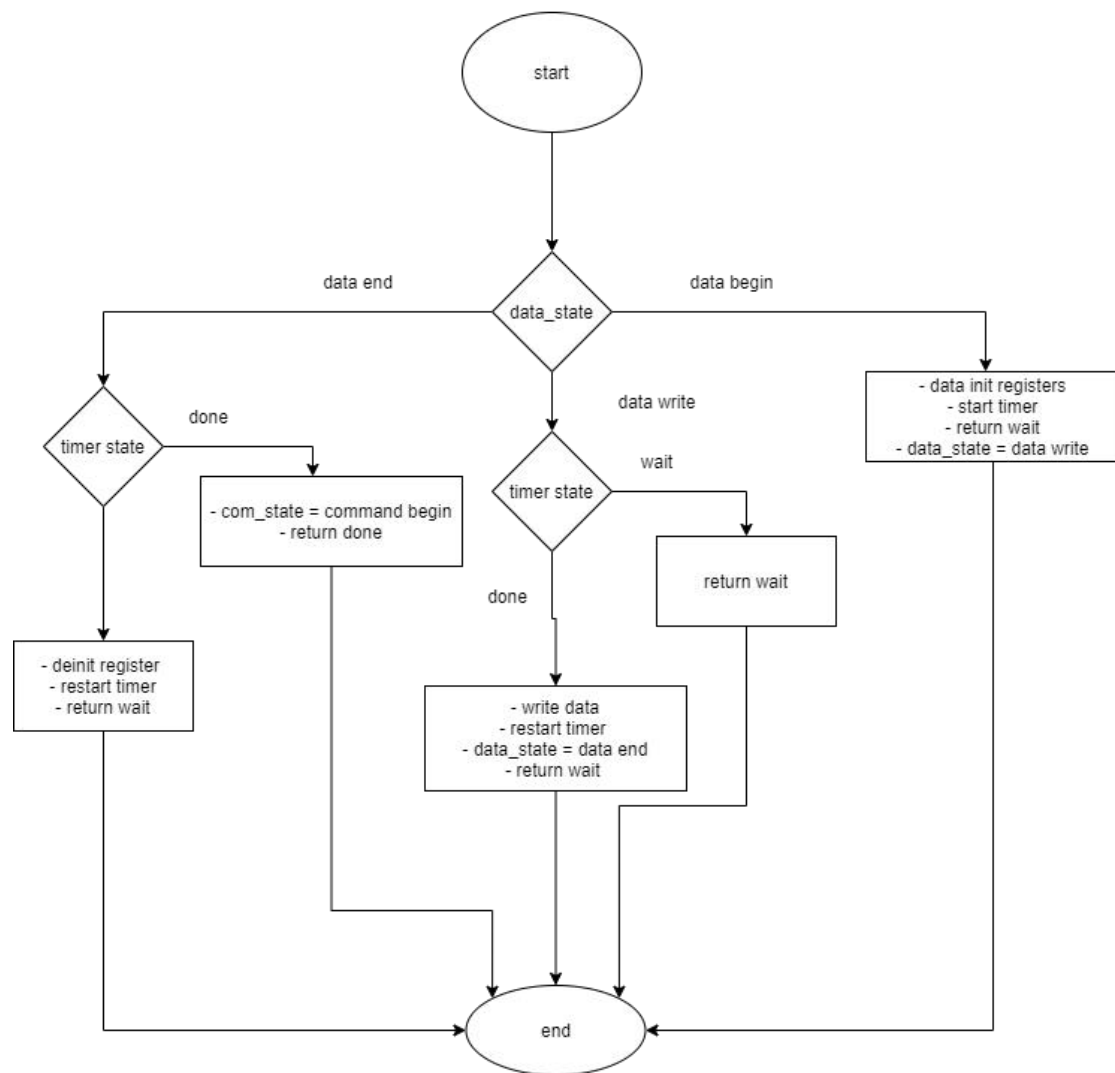 start
data end
data begin
data_state
- data init registers
- start timer
- return wait
- data_state = data write
data write
done
timer state
wait
timer state
- com_state = command begin
- return done
return wait
done
- deinit register
- restart timer
- return wait
- write data
- restart timer
- data_state = data end
- return wait
end